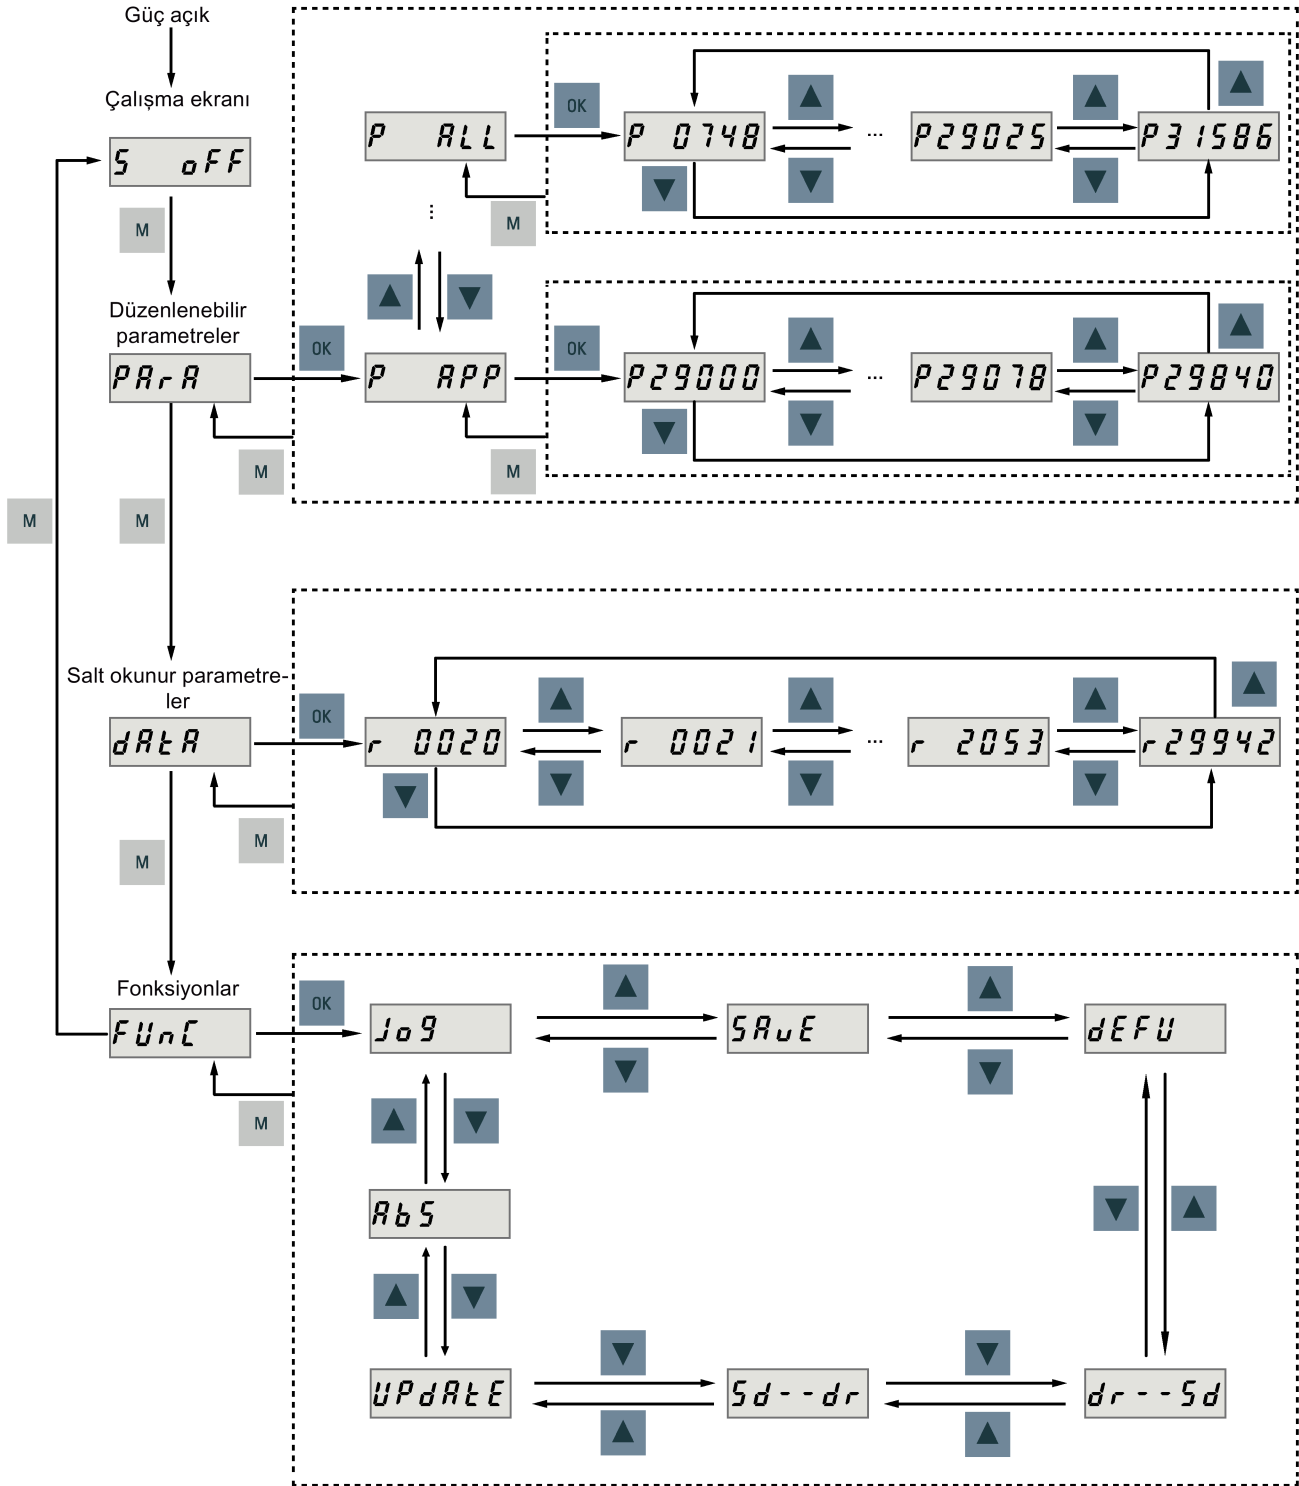 Güç açık
Çalışma ekranı
S oFF
M
Düzenlenebilir
parametreler
PArA
OK
M
P ALL
OK
P 0748
...
P29025
P31586
M
...
P APP
OK
P29000
...
P29078
P29840
M
M
M
Salt okunur parametre-
ler
dAtA
OK
r 0020
r 0021
...
r 2053
r29942
M
M
Fonksiyonlar
FUnC
OK
M
Jog
SAvE
dEFU
AbS
UPdAtE
Sd--dr
dr--Sd